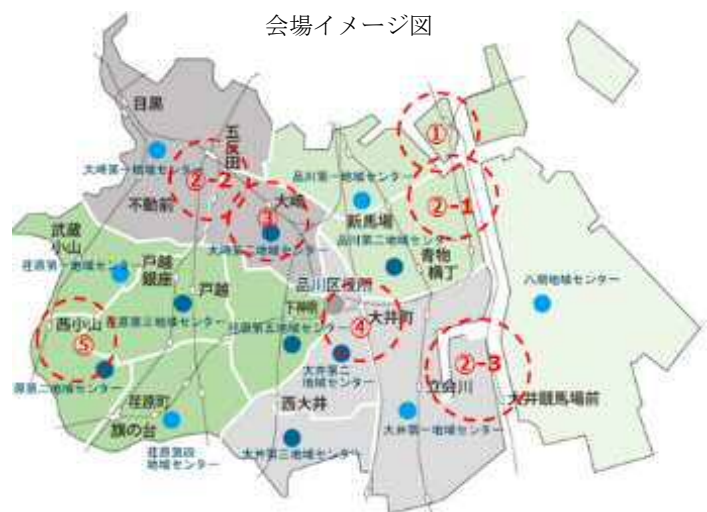 会場イメージ図
目黒
五反田
①
大崎第一地域センター
②-2
大崎
品川第一地域センター
不動前
③
新馬場
②-1
武蔵
小山
大崎第二地域センター
品川第二地域センター
青物
横丁
戸越
銀座
荏原第一地域センター
戸越
品川区役所
八潮地域センター
下神明
西小山
⑤
荏原第三地域センター
荏原第五地域センター
④
大井町
大井第二
地域センター
②-3
原第二地域センター
荏原町
西大井
立会川
大井競馬場前
旗の台
大井第一地域センター
地域センター
大井第三地域センター